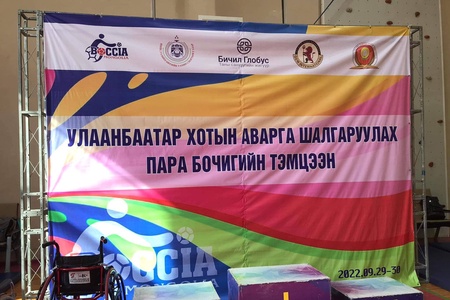 BOCCIA
Бичил Глобус
УЛААНБААТАР ХОТЫН АВАРГА ШАЛГАРУУЛАХ
ПАРА БОЧИГИЙН ТЭМЦЭЭН
BOCCIA
2022.09.29-30